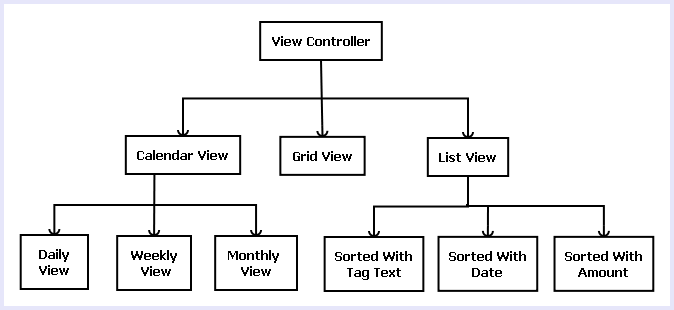 View Controller
Calendar View
Grid View
List View
Daily
View
Weekly
View
Monthly
View
Sorted With
Tag Text
Sorted With
Date
Sorted With
Amount